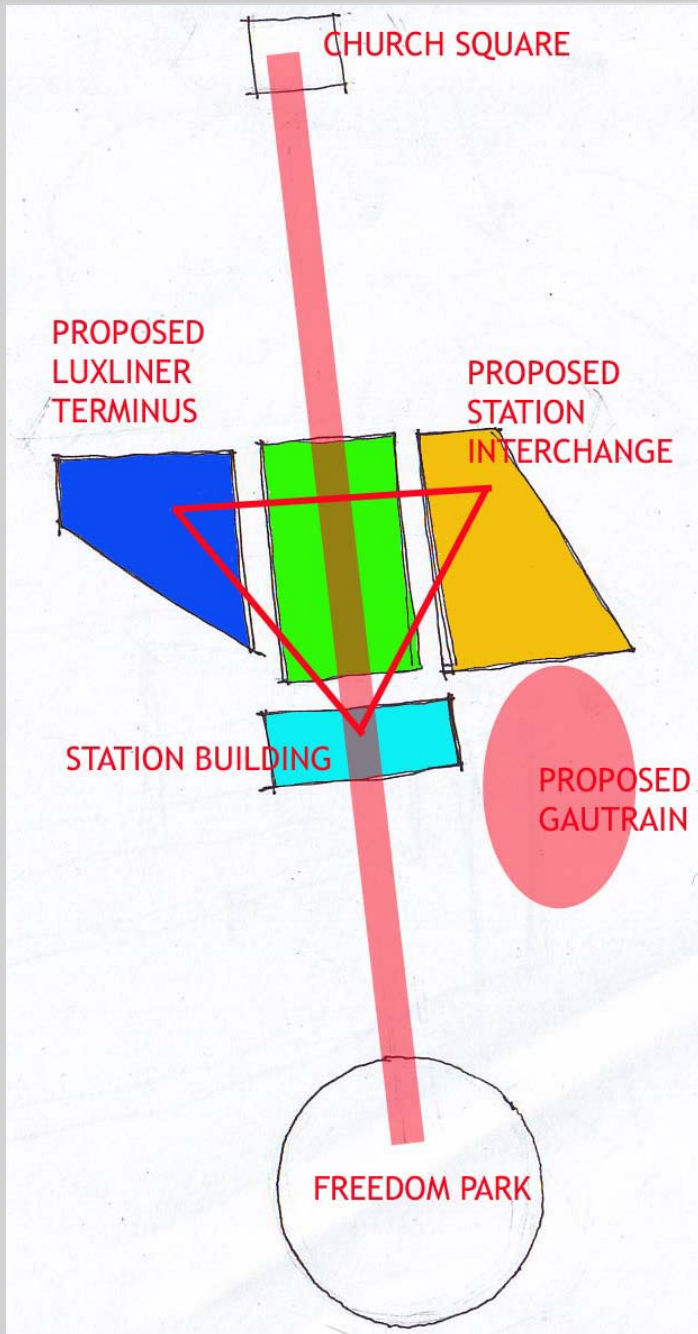 CHURCH SQUARE
PROPOSED
LUXLINER
TERMINUS
PROPOSED
STATION
INTERCHANGE
STATION BUILDING
PROPOSED
GAUTRAIN
FREEDOM PARK